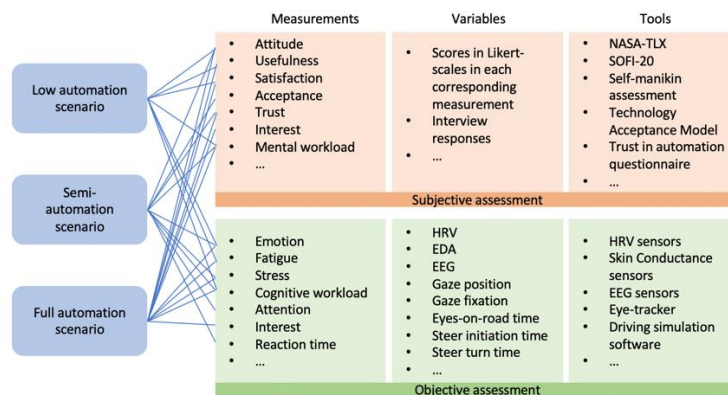 Measurements
Variables
Tools
Low automation
scenario
Semi-
automation
scenario
Full automation
scenario
• Attitude
• Usefulness
• Satisfaction
• Acceptance
• Trust
• Interest
• Mental workload
• ...
• Scores in Likert-
scales in each
corresponding
measurement
• Interview
responses
• ...
• NASA-TLX
• SOFI-20
• Self-manikin
assessment
• Technology
Acceptance Model
• Trust in automation
questionnaire
• ...
Subjective assessment
• Emotion
• Fatigue
• Stress
• Cognitive workload
• Attention
• Interest
• Reaction time
• ...
• HRV
• EDA
• EEG
• Gaze position
• Gaze fixation
• Eyes-on-road time
• Steer initiation time
• Steer turn time
• ...
• HRV sensors
• Skin Conductance
sensors
• EEG sensors
• Eye-tracker
• Driving simulation
software
• ...
Objective assessment